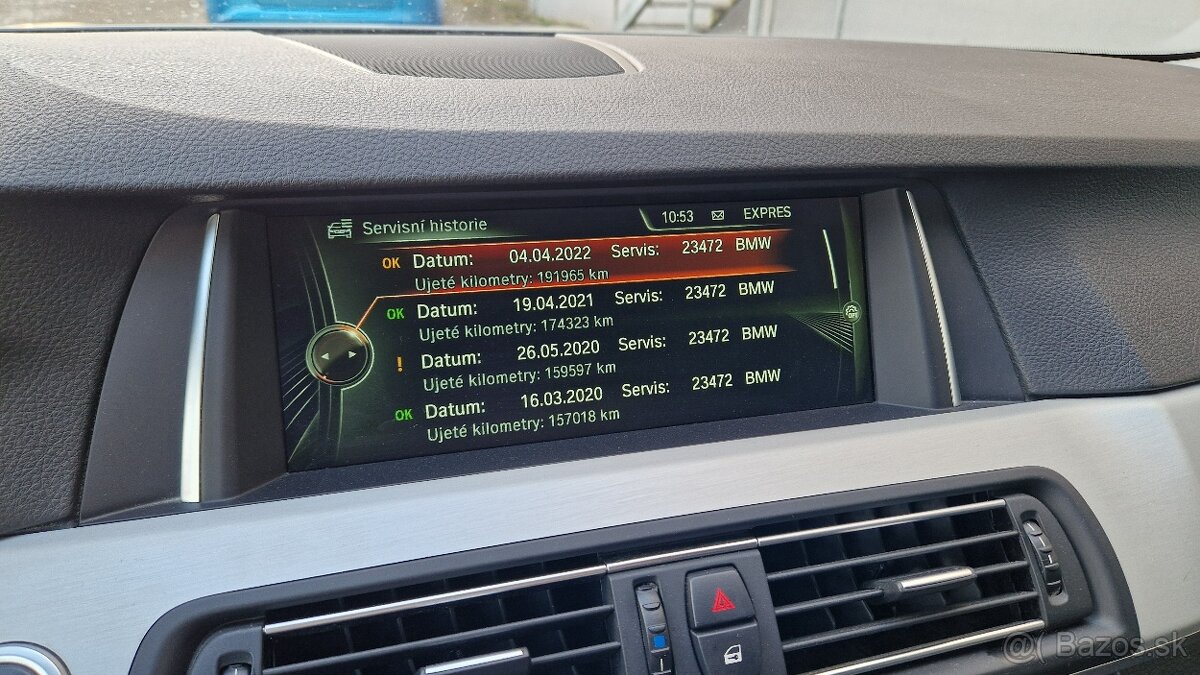 Servisní historie 10:53 EXPRES
OK Datum: 04.04.2022 Servis: 23472 BMW
Ujeté kilometry: 191965 km
OK Datum: 19.04.2021 Servis: 23472 BMW
Ujeté kilometry: 174323 km
! Datum: 26.05.2020 Servis: 23472 BMW
Ujeté kilometry: 159597 km
OK Datum: 16.03.2020 Servis: 23472 BMW
Ujeté kilometry: 157018 km
OFF
@( Bazos.sk